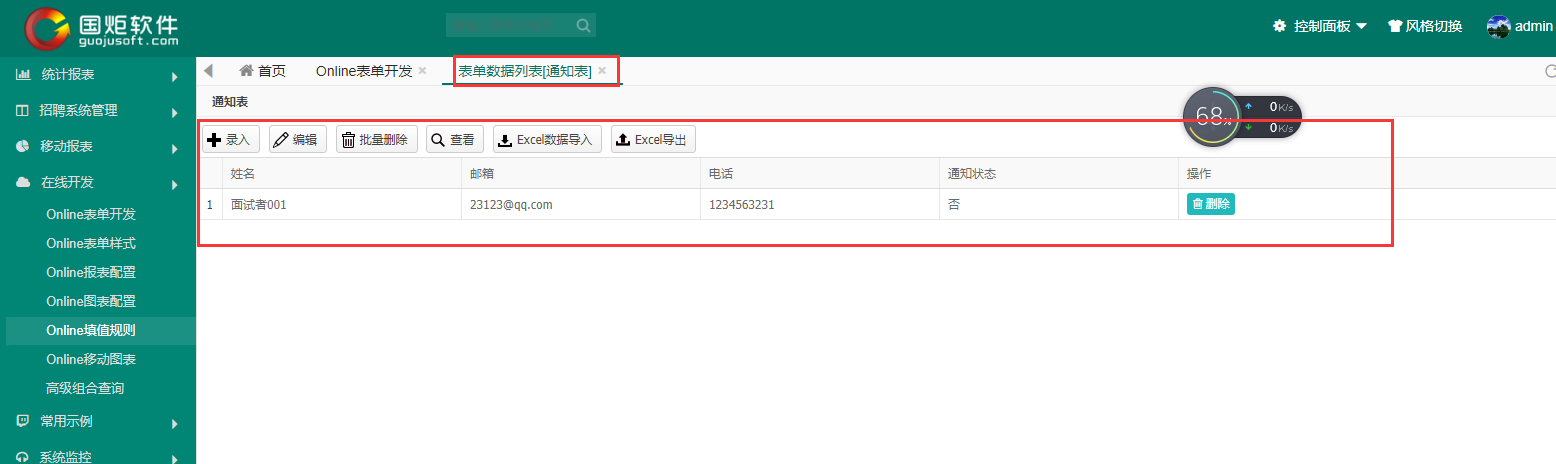 国炬软件
guojusoft.com
控制面板
风格切换
admin
统计报表
招聘系统管理
移动报表
在线开发
Online表单开发
Online表单样式
Online报表配置
Online图表配置
Online填值规则
Online移动图表
高级组合查询
常用示例
系统监控
首页 Online表单开发 × 表单数据列表[通知表] ×
通知表
68%
0K/s
0K/s
录入 编辑 批量删除 查看 Excel数据导入 Excel导出
姓名 邮箱 电话 通知状态 操作
1 面试者001 23123@qq.com 1234563231 否 删除